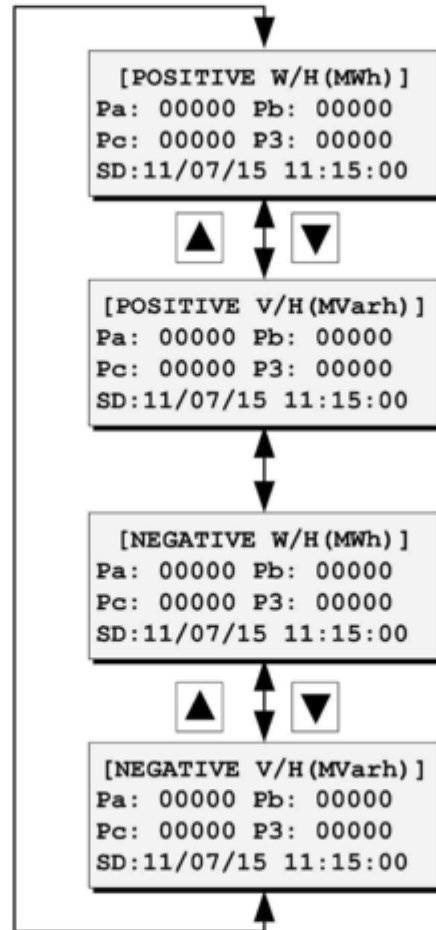 [POSITIVE W/H(MWh)]
Pa: 00000 Pb: 00000
Pc: 00000 P3: 00000
SD:11/07/15 11:15:00
[POSITIVE V/H(MVarh)]
Pa: 00000 Pb: 00000
Pc: 00000 P3: 00000
SD:11/07/15 11:15:00
[NEGATIVE W/H(MWh)]
Pa: 00000 Pb: 00000
Pc: 00000 P3: 00000
SD:11/07/15 11:15:00
[NEGATIVE V/H(MVarh)]
Pa: 00000 Pb: 00000
Pc: 00000 P3: 00000
SD:11/07/15 11:15:00